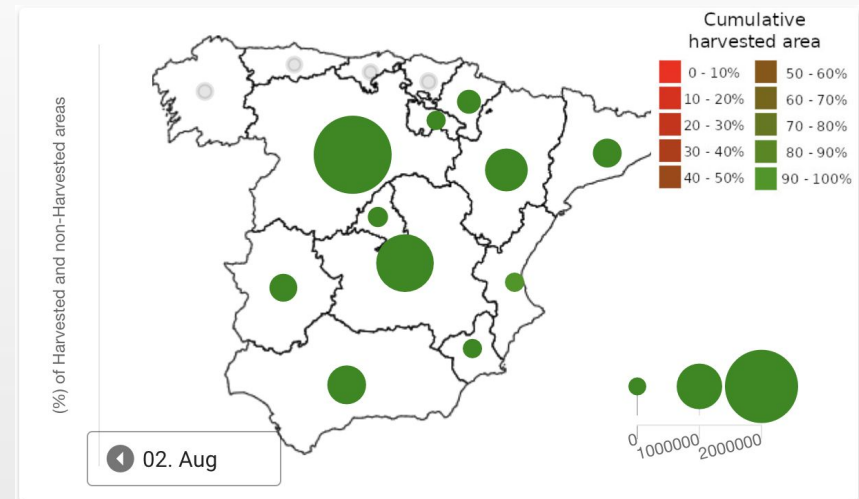 Cumulative
harvested area
0 - 10%
50 - 60%
10 - 20%
60 - 70%
20 - 30%
70 - 80%
30 - 40%
80 - 90%
40 - 50%
90 - 100%
(%) of Harvested and non-Harvested areas
0
1000000
2000000
02. Aug